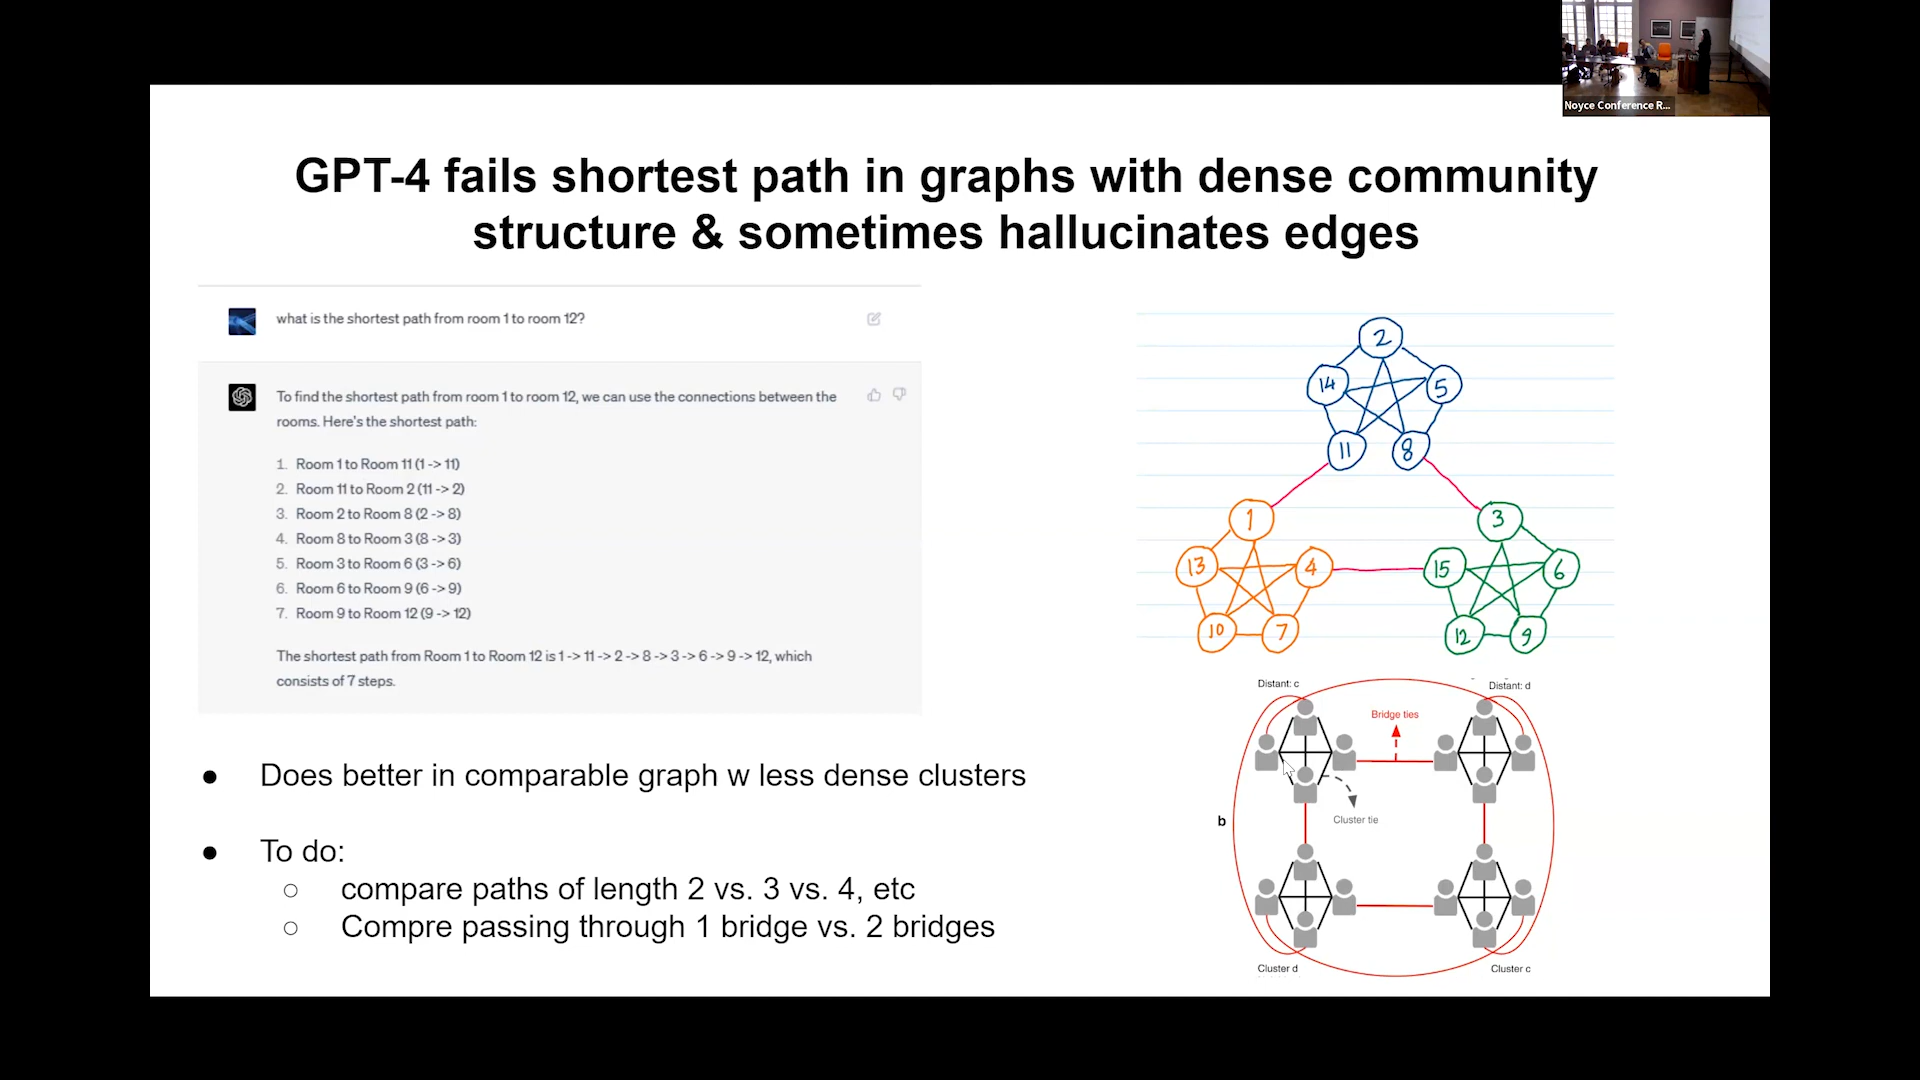 Noyce Conference R...
GPT-4 fails shortest path in graphs with dense community
structure & sometimes hallucinates edges
what is the shortest path from room 1 to room 12?
To find the shortest path from room 1 to room 12, we can use the connections between the
rooms. Here's the shortest path:
1. Room 1 to Room 11 (1 -> 11)
2. Room 11 to Room 2 (11 -> 2)
3. Room 2 to Room 8 (2 -> 8)
4. Room 8 to Room 3 (8 -> 3)
5. Room 3 to Room 6 (3 -> 6)
6. Room 6 to Room 9 (6 -> 9)
7. Room 9 to Room 12 (9 -> 12)
The shortest path from Room 1 to Room 12 is 1 -> 11 -> 2 -> 8 -> 3 -> 6 -> 9 -> 12, which
consists of 7 steps.
● Does better in comparable graph w less dense clusters
● To do:
○ compare paths of length 2 vs. 3 vs. 4, etc
○ Compre passing through 1 bridge vs. 2 bridges
2
14 5
11 8
1 3
13 4 15 6
10 7 12 9
Distant: c Distant: d
Bridge ties
Cluster tie
b
Cluster d Cluster c